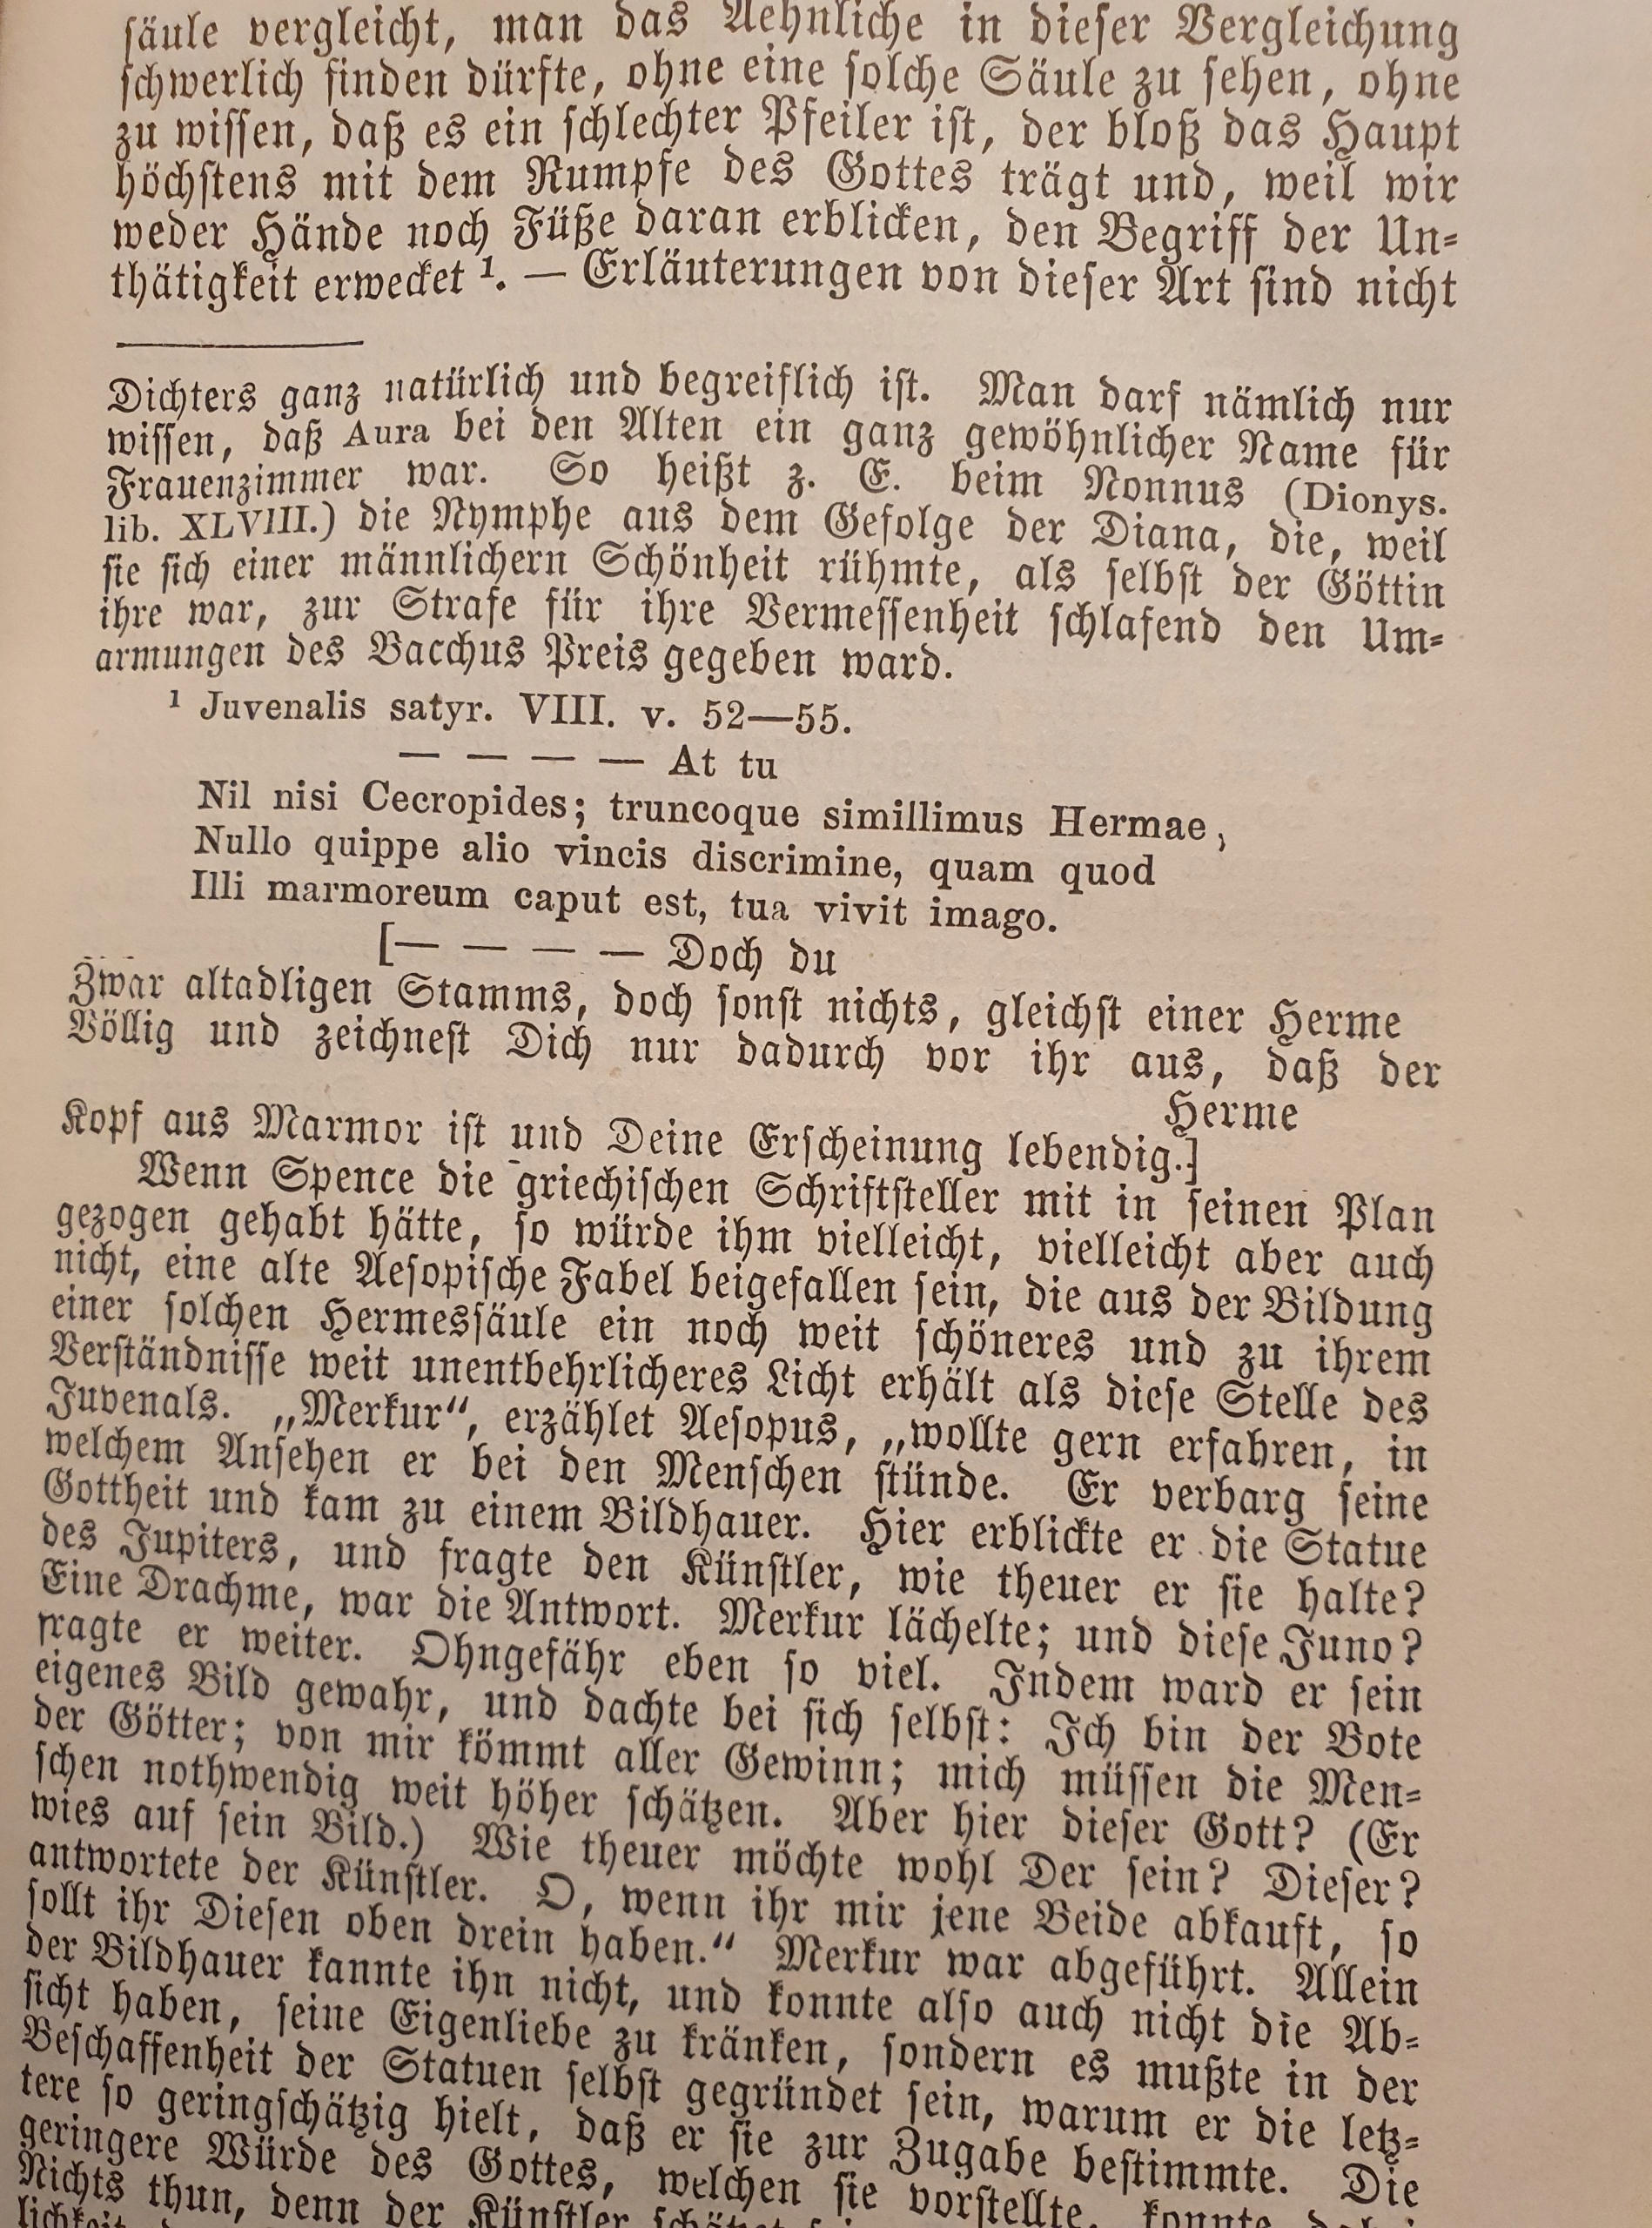 säule vergleicht, man das Aehnliche in dieser Vergleichung
schwerlich finden dürfte, ohne eine solche Säule zu sehen, ohne
zu wissen, daß es ein schlechter Pfeiler ist, der bloß das Haupt
höchstens mit dem Rumpfe des Gottes trägt und, weil wir
weder Hände noch Füße daran erblicken, den Begriff der Un-
thätigkeit erwecket ¹. — Erläuterungen von dieser Art sind nicht
Dichters ganz natürlich und begreiflich ist. Man darf nämlich nur
wissen, daß Aura bei den Alten ein ganz gewöhnlicher Name für
Frauenzimmer war. So heißt z. E. beim Nonnus (Dionys.
lib. XLVIII.) die Nymphe aus dem Gefolge der Diana, die, weil
sie sich einer männlichern Schönheit rühmte, als selbst der Göttin
ihre war, zur Strafe für ihre Vermessenheit schlafend den Um-
armungen des Bacchus Preis gegeben ward.
¹ Juvenalis satyr. VIII. v. 52—55.
— — — — At tu
Nil nisi Cecropides; truncoque simillimus Hermae,
Nullo quippe alio vincis discrimine, quam quod
Illi marmoreum caput est, tua vivit imago.
[— — — — Doch du
Zwar altadligen Stamms, doch sonst nichts, gleichst einer Herme
Völlig und zeichnest Dich nur dadurch vor ihr aus, daß der
Herme
Kopf aus Marmor ist und Deine Erscheinung lebendig.]
Wenn Spence die griechischen Schriftsteller mit in seinen Plan
gezogen gehabt hätte, so würde ihm vielleicht, vielleicht aber auch
nicht, eine alte Aesopische Fabel beigefallen sein, die aus der Bildung
einer solchen Hermessäule ein noch weit schöneres und zu ihrem
Verständnisse weit unentbehrlicheres Licht erhält als diese Stelle des
Juvenals. „Merkur“, erzählet Aesopus, „wollte gern erfahren, in
welchem Ansehen er bei den Menschen stünde. Er verbarg seine
Gottheit und kam zu einem Bildhauer. Hier erblickte er die Statue
des Jupiters, und fragte den Künstler, wie theuer er sie halte?
Eine Drachme, war die Antwort. Merkur lächelte; und diese Juno?
fragte er weiter. Ohngefähr eben so viel. Indem ward er sein
eigenes Bild gewahr, und dachte bei sich selbst: Ich bin der Bote
der Götter; von mir kömmt aller Gewinn; mich müssen die Men-
schen nothwendig weit höher schätzen. Aber hier dieser Gott? (Er
wies auf sein Bild.) Wie theuer möchte wohl Der sein? Dieser?
antwortete der Künstler. O, wenn ihr mir jene Beide abkauft, so
sollt ihr Diesen oben drein haben.“ Merkur war abgeführt. Allein
der Bildhauer kannte ihn nicht, und konnte also auch nicht die Ab-
sicht haben, seine Eigenliebe zu kränken, sondern es mußte in der
Beschaffenheit der Statuen selbst gegründet sein, warum er die letz-
tere so geringschätzig hielt, daß er sie zur Zugabe bestimmte. Die
geringere Würde des Gottes, welchen sie vorstellte, konnte
Nichts thun, denn der Künstler